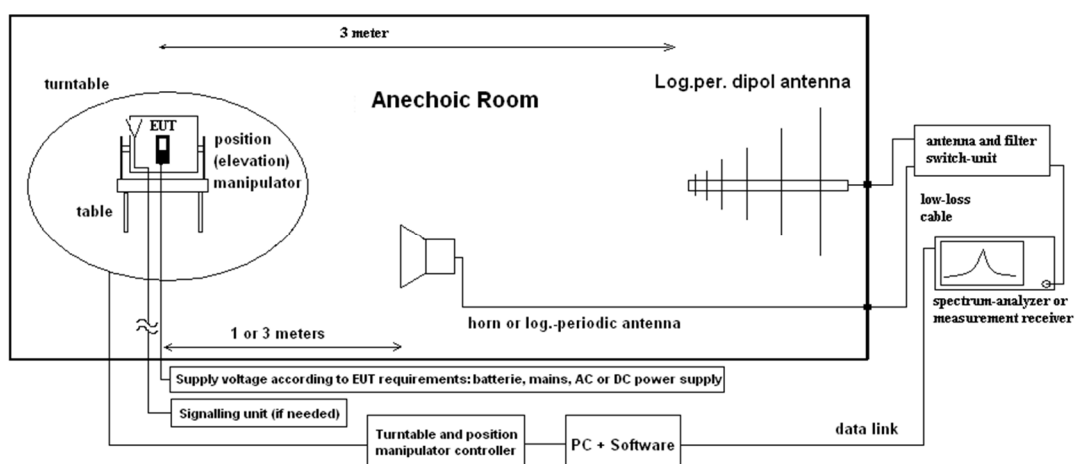 3 meter
turntable
Log.per. dipol antenna
Anechoic Room
EUT
position
(elevation)
manipulator
table
antenna and filter
switch-unit
low-loss
cable
spectrum-analyzer or
measurement receiver
horn or log.-periodic antenna
1 or 3 meters
Supply voltage according to EUT requirements: batterie, mains, AC or DC power supply
Signalling unit (if needed)
Turntable and position
manipulator controller
PC + Software
data link